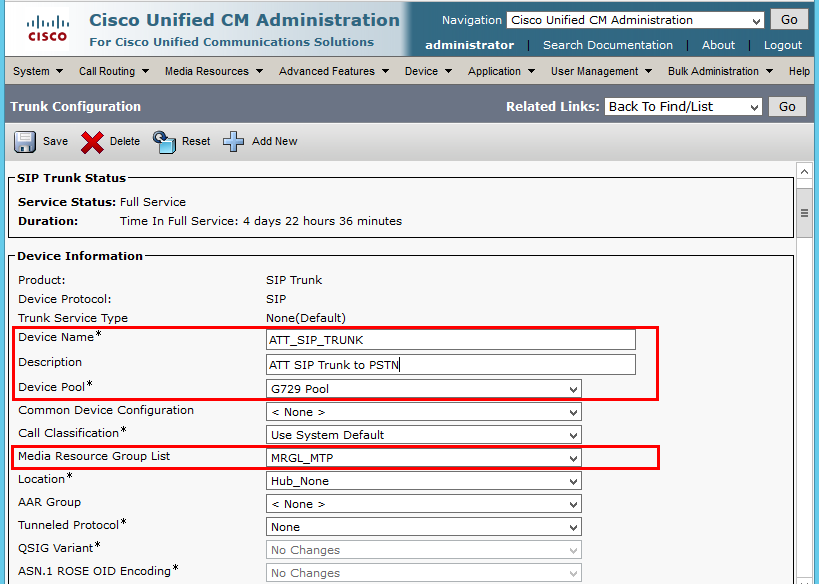 Cisco Unified CM Administration
For Cisco Unified Communications Solutions
CISCO
Navigation Cisco Unified CM Administration Go
administrator | Search Documentation | About | Logout
System Call Routing Media Resources Advanced Features Device Application User Management Bulk Administration Help
Trunk Configuration Related Links: Back To Find/List Go
Save Delete Reset Add New
SIP Trunk Status
Service Status: Full Service
Duration: Time In Full Service: 4 days 22 hours 36 minutes
Device Information
Product: SIP Trunk
Device Protocol: SIP
Trunk Service Type None(Default)
Device Name* ATT_SIP_TRUNK
Description ATT SIP Trunk to PSTN
Device Pool* G729 Pool
Common Device Configuration < None >
Call Classification* Use System Default
Media Resource Group List MRGL_MTP
Location* Hub_None
AAR Group < None >
Tunneled Protocol* None
QSIG Variant* No Changes
ASN.1 ROSE OID Encoding* No Changes